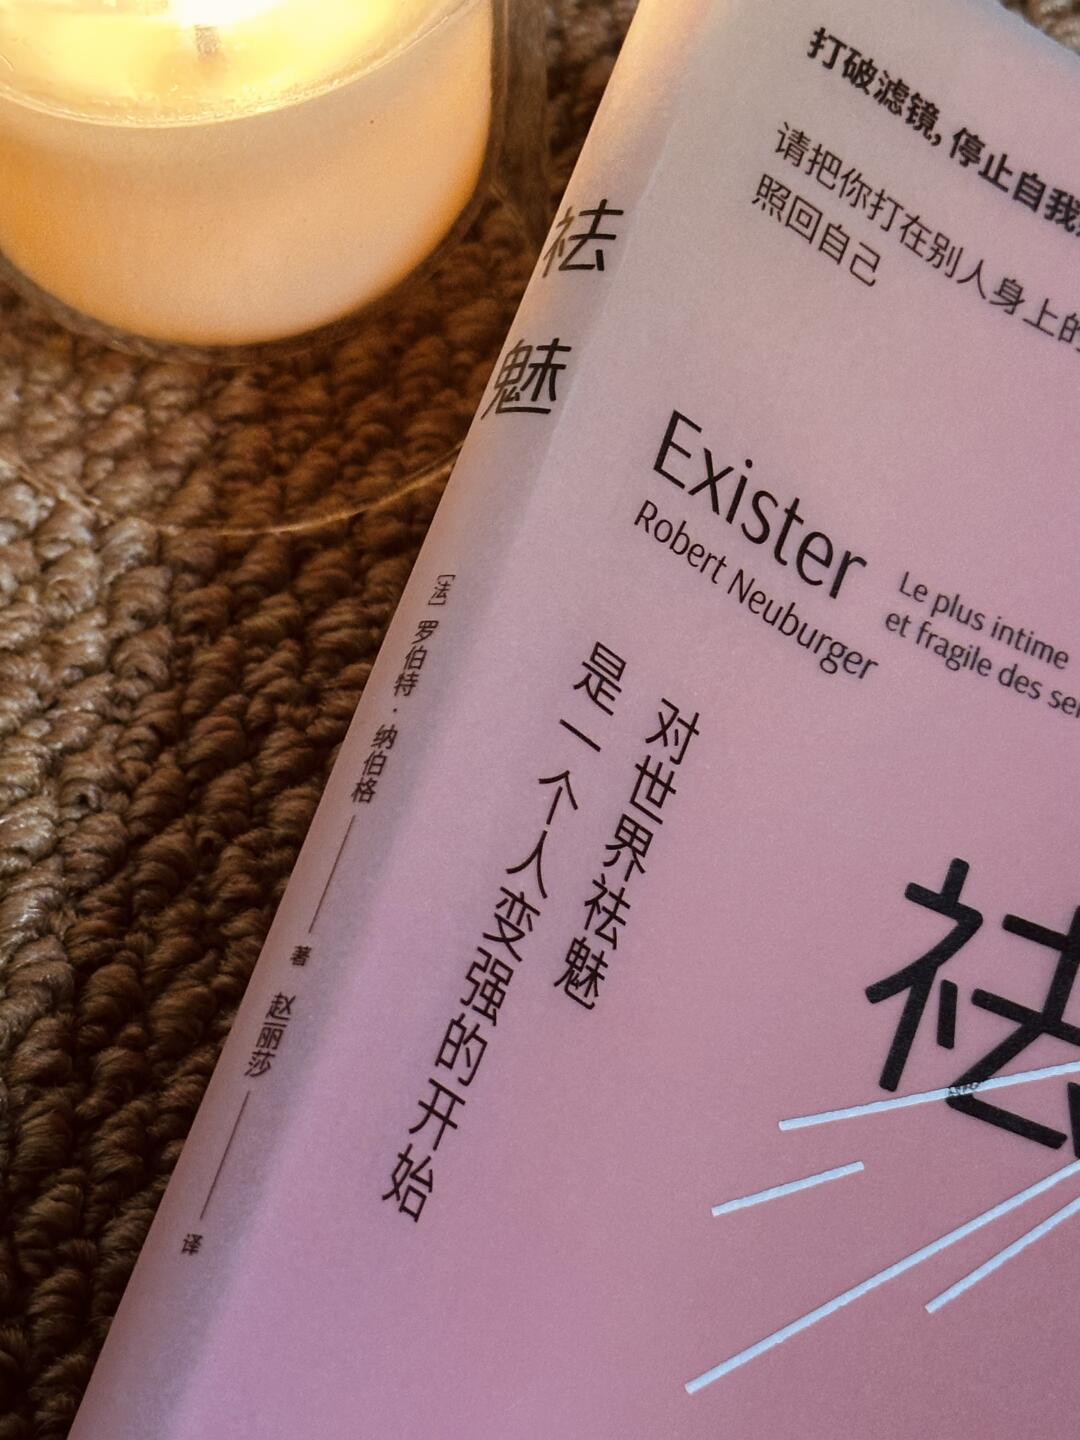 打破滤镜，停止自我
请把你打在别人身上的
照回自己
Exister
Robert Neuburger
Le plus intime
et fragile des
对世界祛魅
是一个人变强的开始
祛
祛魅
[法] 罗伯特·纳伯格 著
赵丽莎 译